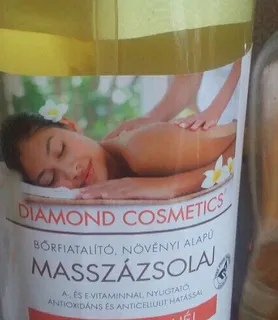 DIAMOND COSMETICS
BŐRFIATALÍTÓ, NÖVÉNYI ALAPÚ
MASSZÁZSOLAJ
A-, ÉS E VITAMINNAL, NYUGTATÓ,
ANTIOXIDÁNS ÉS ANTICELLULIT HATÁSSAL